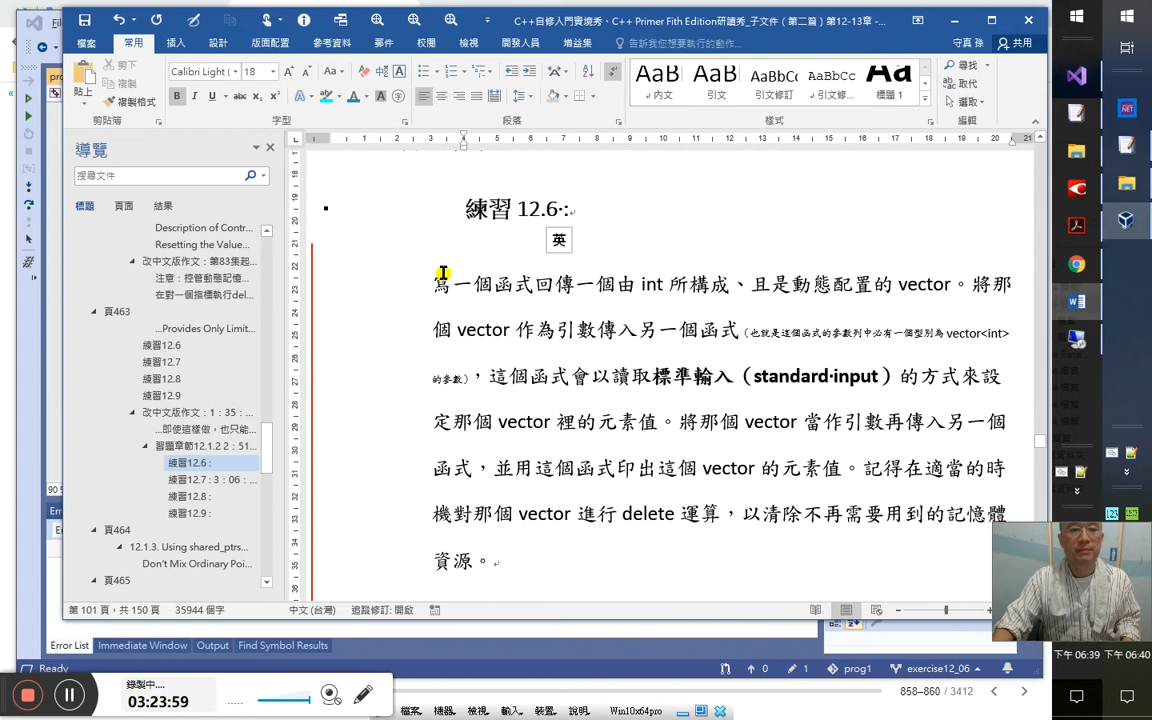 C++自修入門實境秀、C++ Primer Fith Edition研讀秀_子文件（第二篇）12-13章 - ...
檔案 常用 插入 設計 版面配置 參考資料 郵件 校閱 檢視 開發人員 增益集 告訴我您想要執行的動作... 守真 孫 共用
剪下
複製
貼上
複製格式
剪貼簿
Calibri Light ( 18
字型
段落
AaB AaB AaBbCc AaBbCc AaB
↲內文 引文 引文修訂 ↲引文修... 標題 1
樣式
尋找
取代
選取
編輯
導覽
搜尋文件
標題 頁面 結果
Description of Contr...
Resetting the Value...
改中文版作文：第83集起...
注意：控管動態記憶...
在對一個指標執行del...
頁463
...Provides Only Limit...
練習12.6
練習12.7
練習12.8
練習12.9
改中文版作文：1：35：...
...即使這樣做，也只能...
習題章節12.1.2 2：51...
練習12.6 :
練習12.7 : 3：06：...
練習12.8 :
練習12.9 :
頁464
12.1.3. Using shared_ptrs...
Don't Mix Ordinary Poi...
頁465
練習 12.6·:
英
寫一個函式回傳一個由 int 所構成、且是動態配置的 vector。將那
個 vector 作為引數傳入另一個函式（也就是這個函式的參數列中必有一個型別為 vector<int>
的參數），這個函式會以讀取標準輸入（standard·input）的方式來設
定那個 vector 裡的元素值。將那個 vector 當作引數再傳入另一個
函式，並用這個函式印出這個 vector 的元素值。記得在適當的時
機對那個 vector 進行 delete 運算，以清除不再需要用到的記憶體
資源。
第 101 頁，共 150 頁 35944 個字 中文 (台灣) 追蹤修訂: 開啟
Error List Immediate Window Output Find Symbol Results
Ready
0 1 prog1 exercise12_06
錄製中....
03:23:59
858–860 / 3412
檔案 機器 檢視 輸入 裝置 說明 Win10x64pro
下午 06:39 下午 06:40